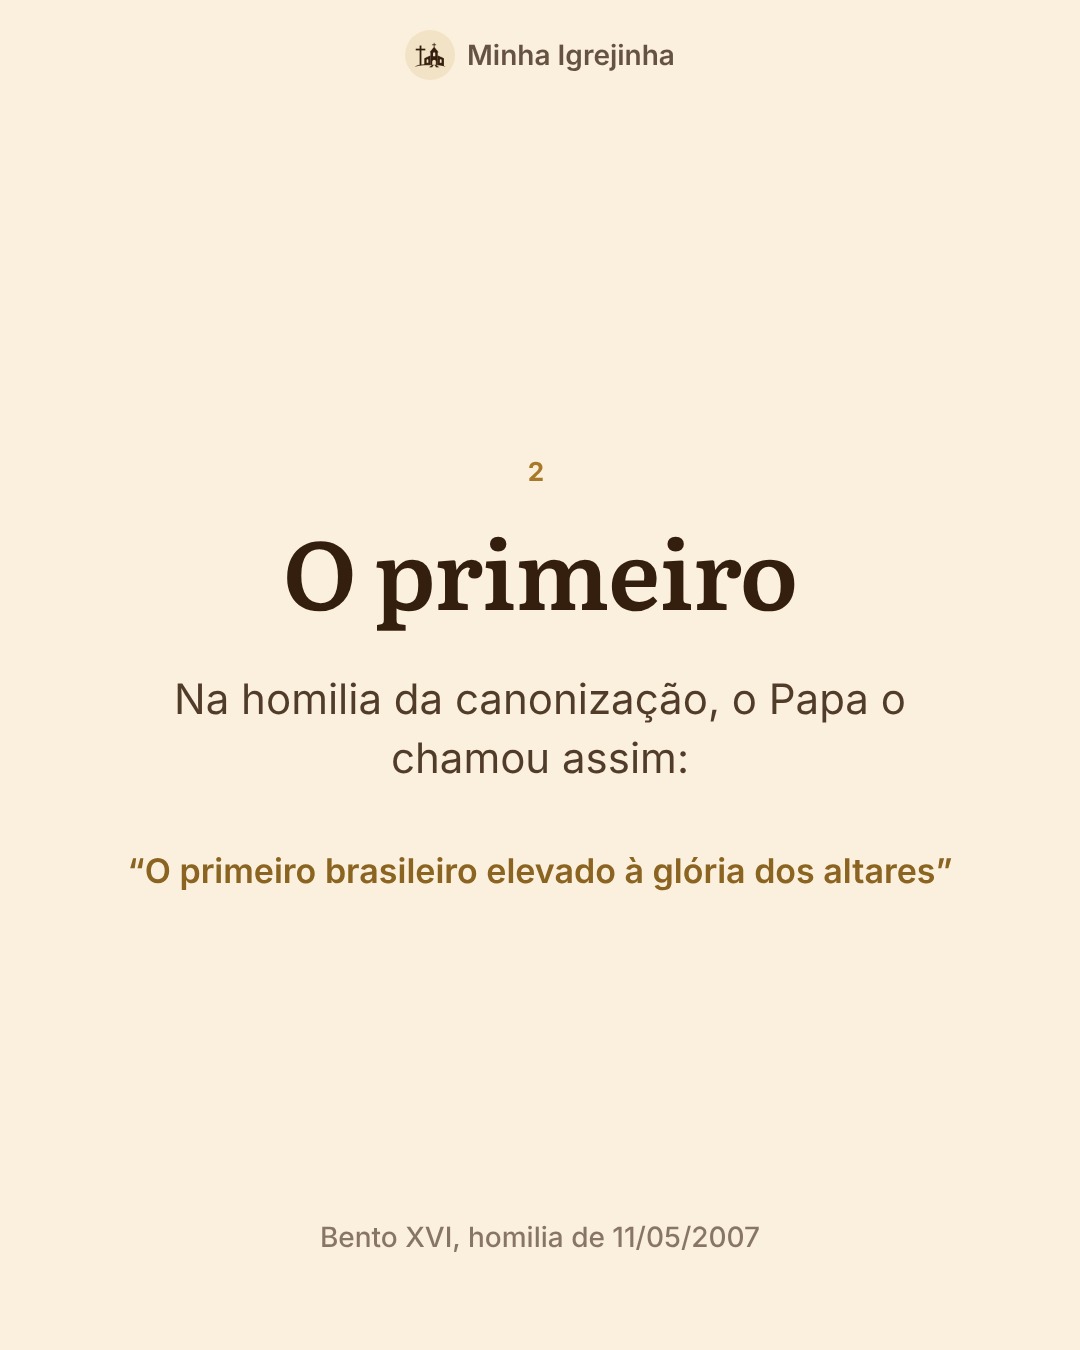 Minha Igrejinha
2
O primeiro
Na homilia da canonização, o Papa o
chamou assim:
“O primeiro brasileiro elevado à glória dos altares”
Bento XVI, homilia de 11/05/2007